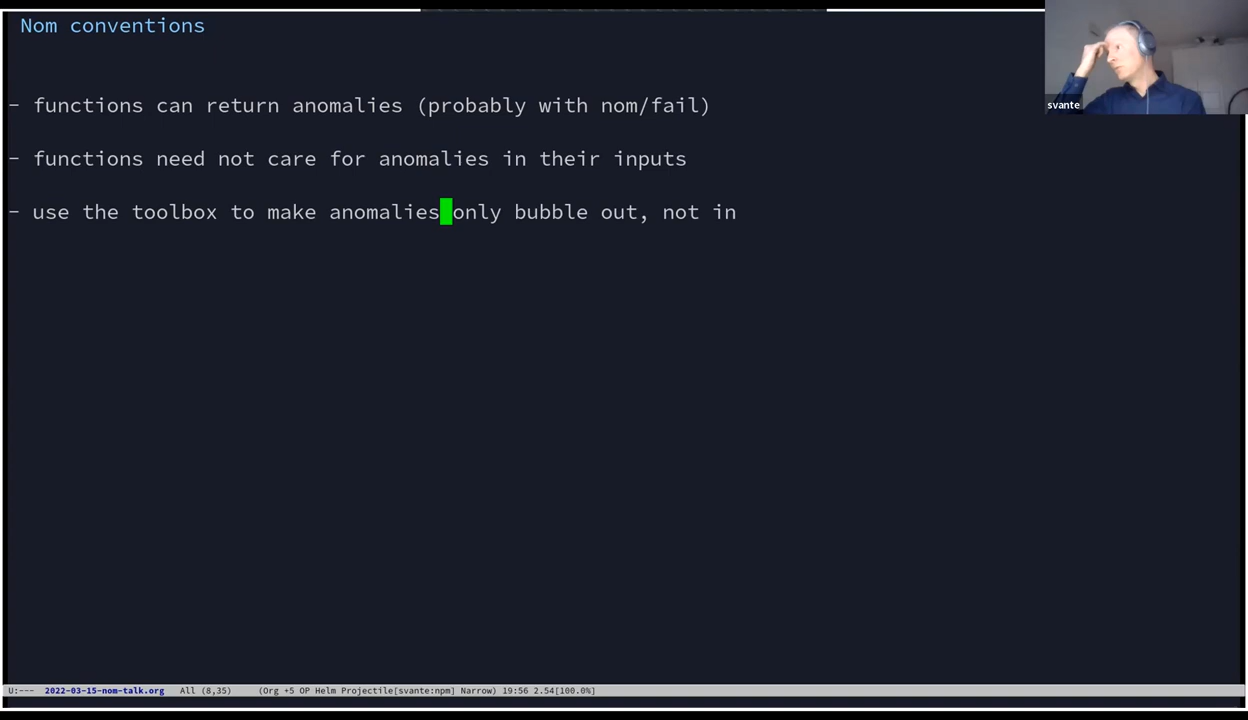 Nom conventions
svante
- functions can return anomalies (probably with nom/fail)
- functions need not care for anomalies in their inputs
- use the toolbox to make anomalies only bubble out, not in
U:--- 2022-03-15-nom-talk.org All (8,35) (Org +5 OP Helm Projectile[svante:npm] Narrow) 19:56 2.54[100.0%]